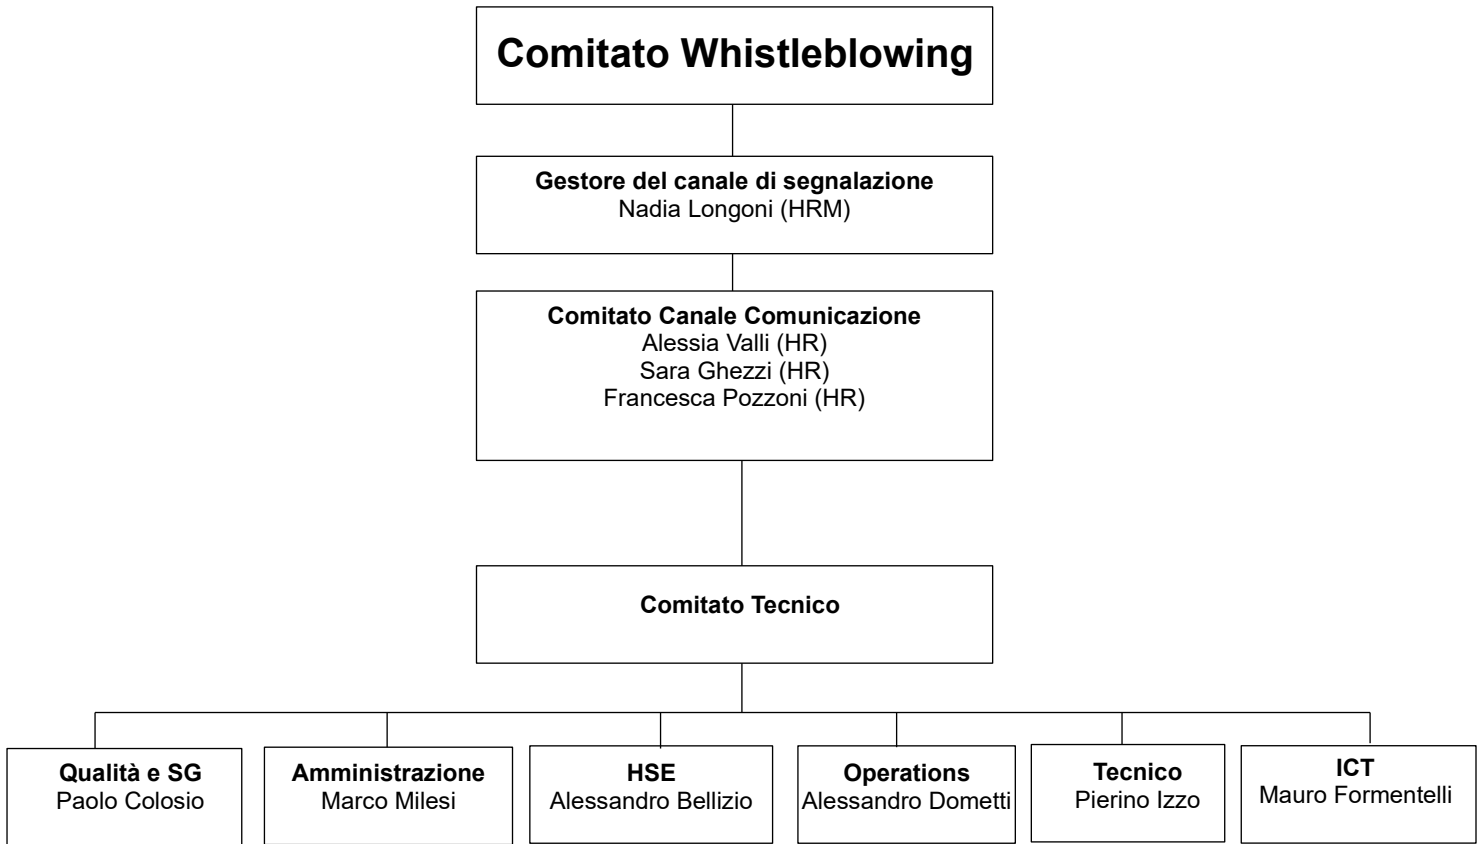 Comitato Whistleblowing
Gestore del canale di segnalazione
Nadia Longoni (HRM)
Comitato Canale Comunicazione
Alessia Valli (HR)
Sara Ghezzi (HR)
Francesca Pozzoni (HR)
Comitato Tecnico
Qualità e SG
Paolo Colosio
Amministrazione
Marco Milesi
HSE
Alessandro Bellizio
Operations
Alessandro Dometti
Tecnico
Pierino Izzo
ICT
Mauro Formentelli